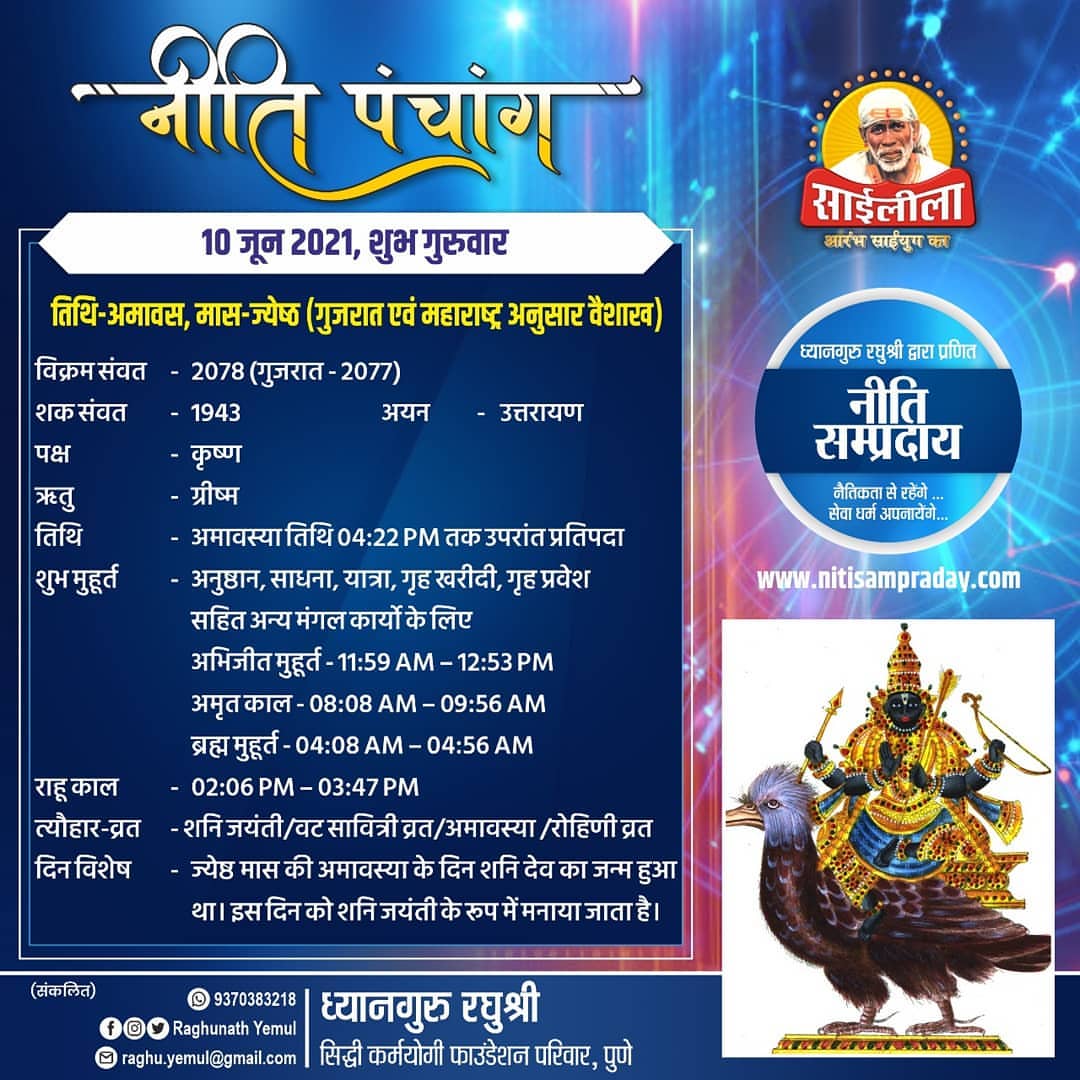 नीति पंचांग
साईलीला
आरंभ साईयुग का
10 जून 2021, शुभ गुरुवार
तिथि-अमावस, मास-ज्येष्ठ (गुजरात एवं महाराष्ट्र अनुसार वैशाख)
विक्रम संवत - 2078 (गुजरात - 2077)
शक संवत - 1943 अयन - उत्तरायण
पक्ष - कृष्ण
ऋतु - ग्रीष्म
तिथि - अमावस्या तिथि 04:22 PM तक उपरांत प्रतिपदा
शुभ मुहूर्त - अनुष्ठान, साधना, यात्रा, गृह खरीदी, गृह प्रवेश
सहित अन्य मंगल कार्यो के लिए
अभिजीत मुहूर्त - 11:59 AM – 12:53 PM
अमृत काल - 08:08 AM – 09:56 AM
ब्रह्म मुहूर्त - 04:08 AM – 04:56 AM
राहू काल - 02:06 PM – 03:47 PM
त्यौहार-व्रत - शनि जयंती/वट सावित्री व्रत/अमावस्या /रोहिणी व्रत
दिन विशेष - ज्येष्ठ मास की अमावस्या के दिन शनि देव का जन्म हुआ
था। इस दिन को शनि जयंती के रूप में मनाया जाता है।
ध्यानगुरु रघुश्री द्वारा प्रणित
नीति
सम्प्रदाय
नैतिकता से रहेंगे ...
सेवा धर्म अपनायेंगे...
www.nitisampraday.com
(संकलित)
9370383218
Raghunath Yemul
raghu.yemul@gmail.com
ध्यानगुरु रघुश्री
सिद्धी कर्मयोगी फाउंडेशन परिवार, पुणे